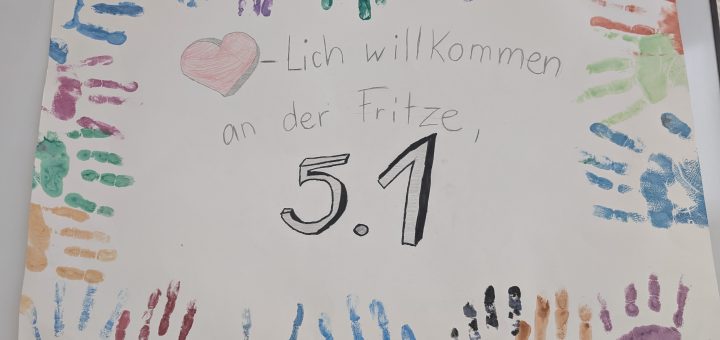 -Lich willkommen
an der Fritze,
5.1